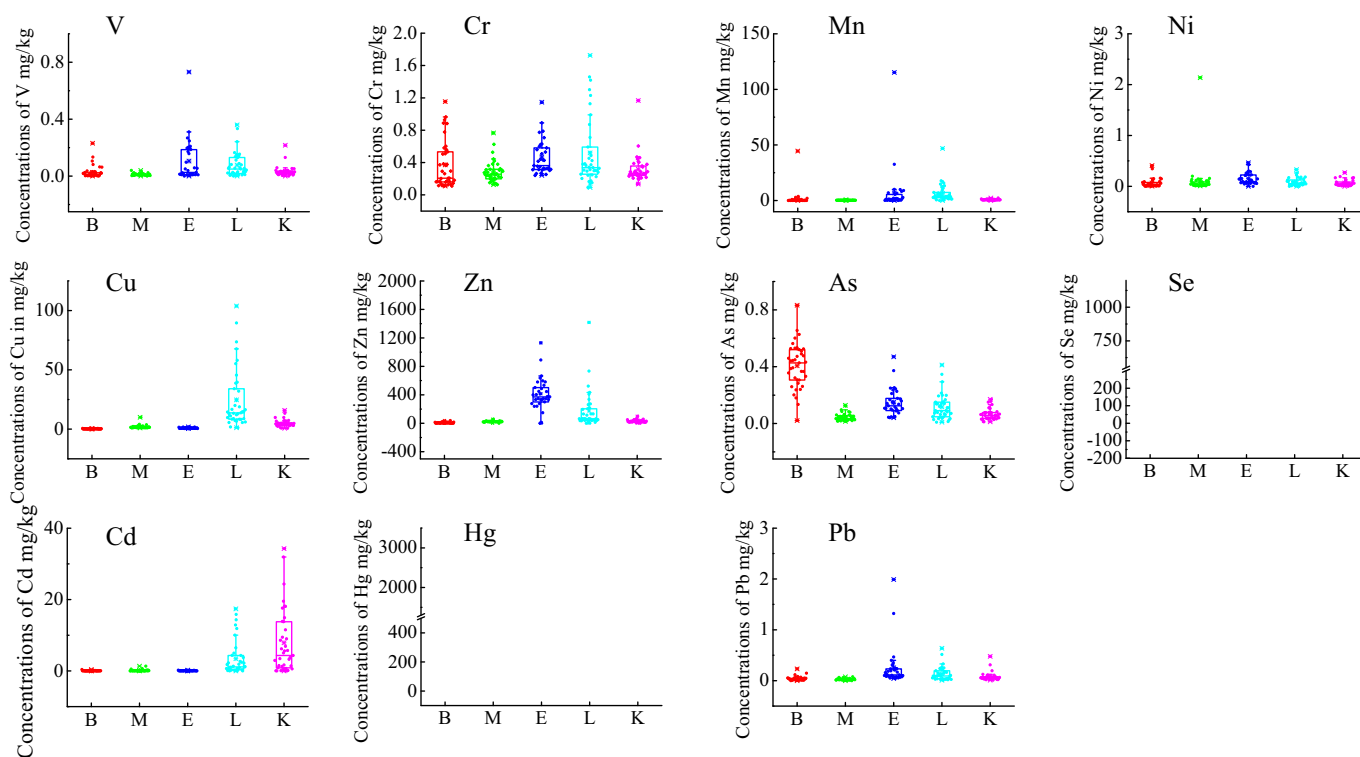 V
Concentrations of V mg/kg
0.8
0.4
0.0
B M E L K
Cr
Concentrations of Cr mg/kg
2.0
1.6
1.2
0.8
0.4
0.0
B M E L K
Mn
Concentrations of Mn mg/kg
150
100
50
0
B M E L K
Ni
Concentrations of Ni mg/kg
3
2
1
0
B M E L K
Cu
Concentrations of Cu in mg/kg
100
50
0
B M E L K
Zn
Concentrations of Zn mg/kg
2000
1600
1200
800
400
0
-400
B M E L K
As
Concentrations of As mg/kg
0.8
0.4
0.0
B M E L K
Se
Concentrations of Se mg/kg
1000
750
200
100
0
-100
-200
B M E L K
Cd
Concentrations of Cd mg/kg
40
20
0
B M E L K
Hg
Concentrations of Hg mg/kg
3000
2000
400
200
0
B M E L K
Pb
Concentrations of Pb mg/kg
3
2
1
0
B M E L K